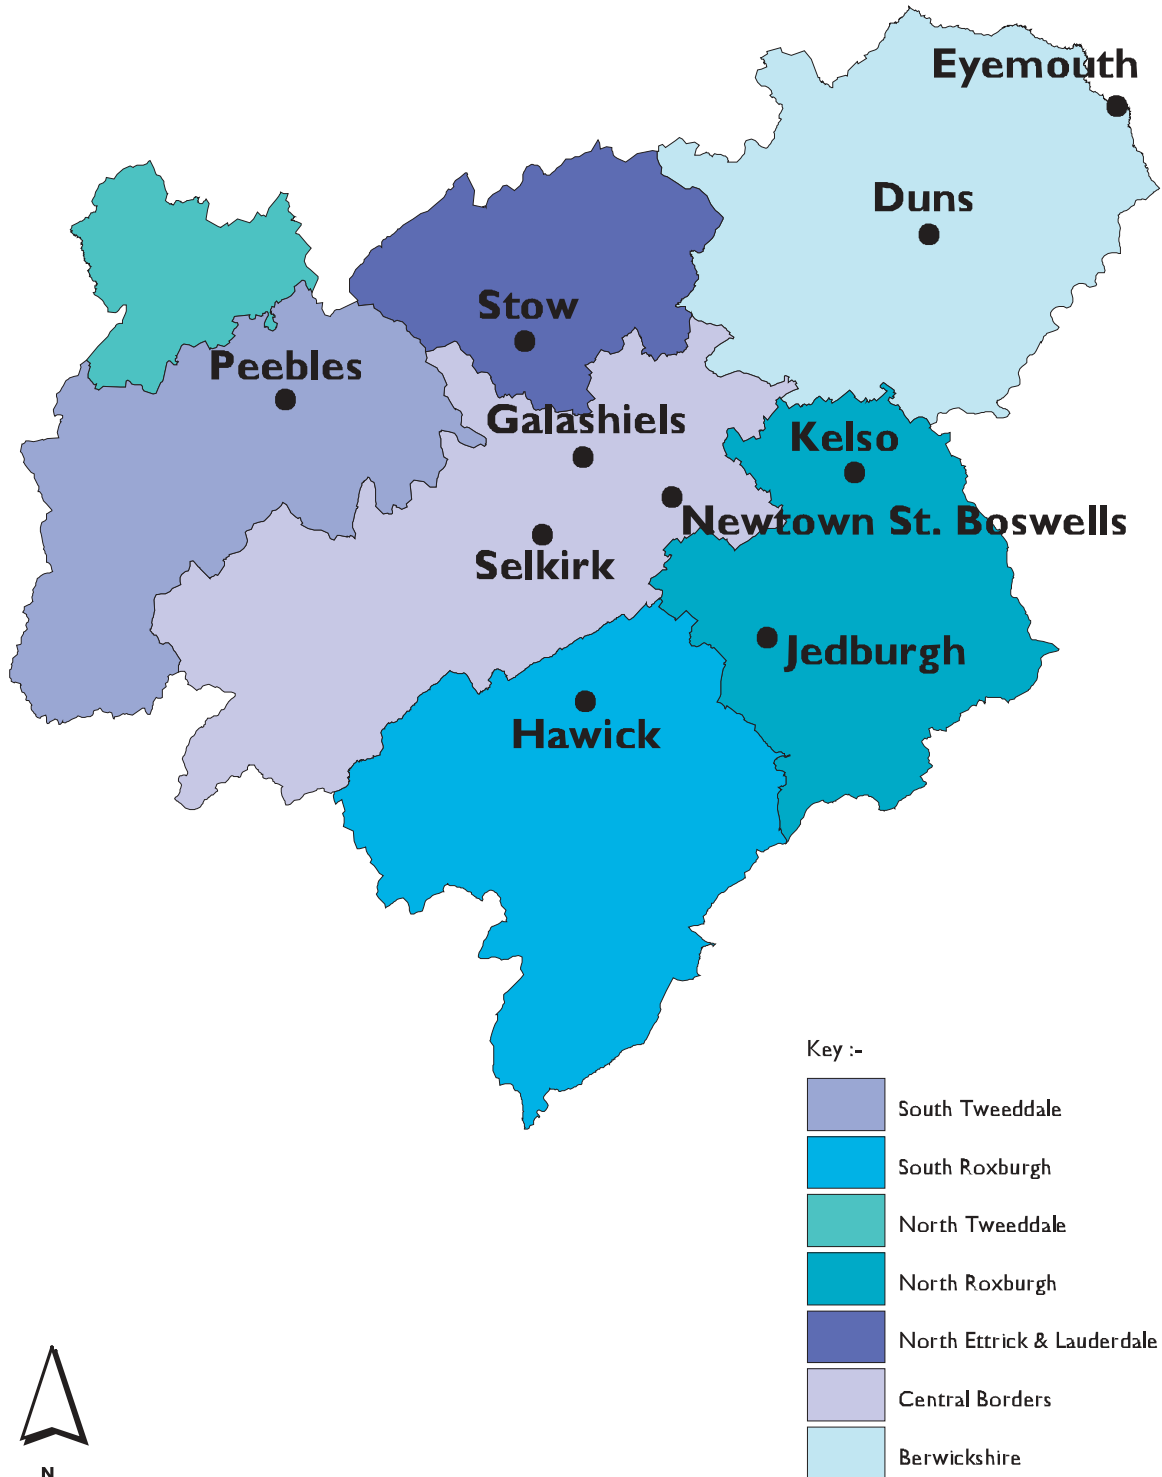 Eyemouth
Duns
Stow
Peebles
Galashiels
Kelso
Newtown St. Boswells
Selkirk
Jedburgh
Hawick
Key :-
South Tweeddale
South Roxburgh
North Tweeddale
North Roxburgh
North Ettrick & Lauderdale
Central Borders
Berwickshire
N